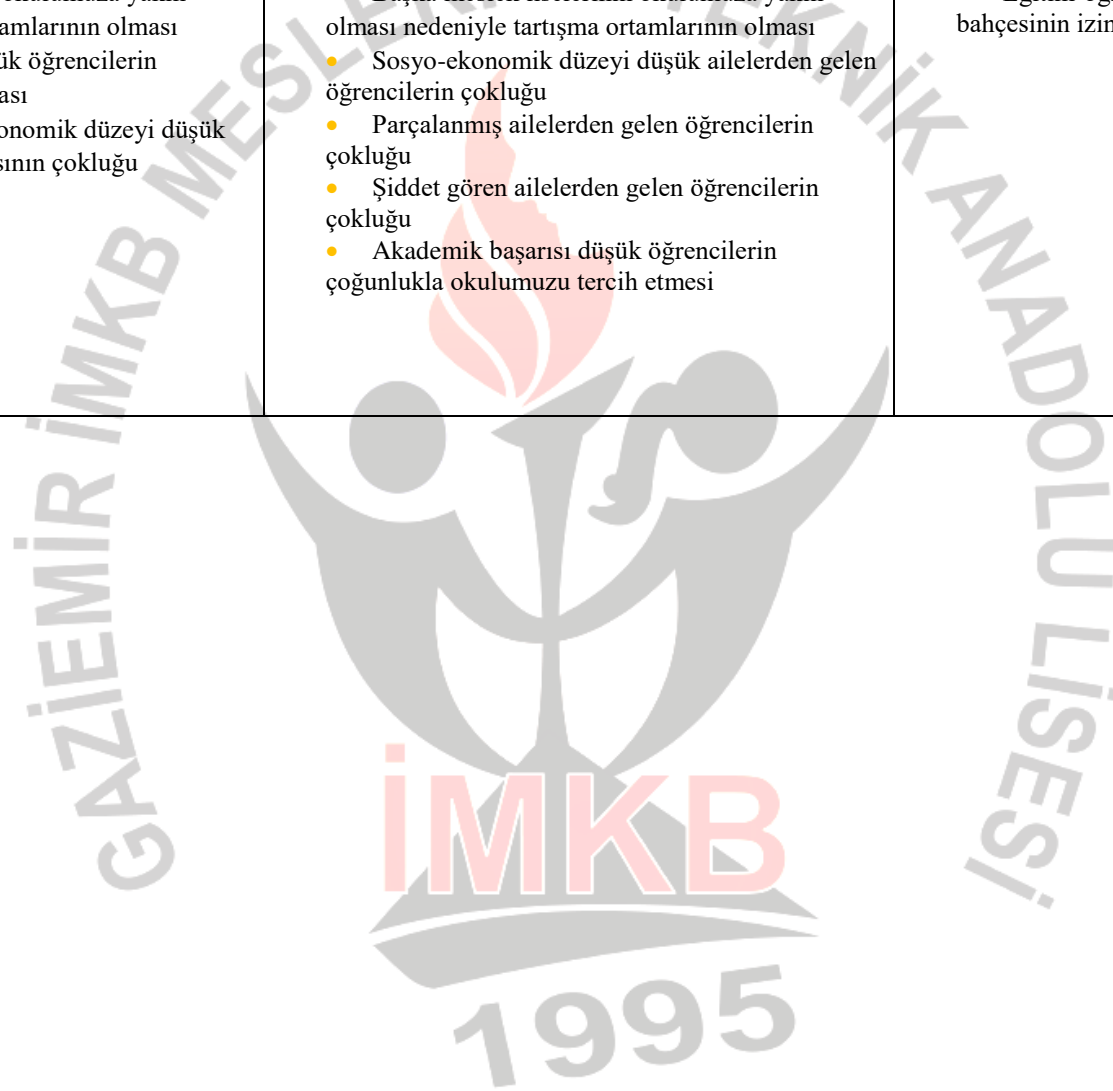 amlarının olması
ük öğrencilerin
ası
onomik düzeyi düşük
sının çokluğu
olması nedeniyle tartışma ortamlarının olması
• Sosyo-ekonomik düzeyi düşük ailelerden gelen
öğrencilerin çokluğu
• Parçalanmış ailelerden gelen öğrencilerin
çokluğu
• Şiddet gören ailelerden gelen öğrencilerin
çokluğu
• Akademik başarısı düşük öğrencilerin
çoğunlukla okulumuzu tercih etmesi
bahçesinin izin
GAZİEMİR İMKB MESLEKİ VE TEKNİK ANADOLU LİSESİ
İMKB
1995